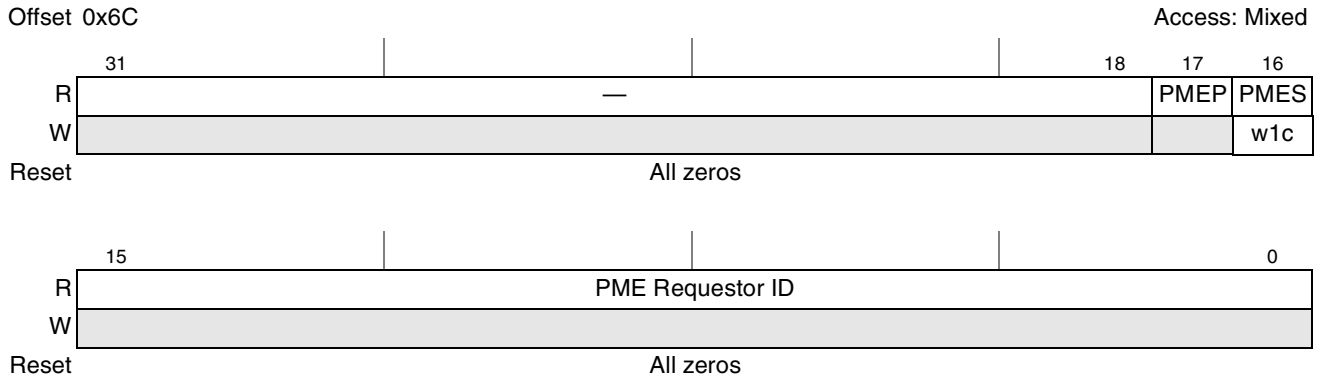 Offset 0x6C Access: Mixed
31 18 17 16
R — PMEP PMES
W w1c
Reset All zeros
15 0
R PME Requestor ID
W
Reset All zeros